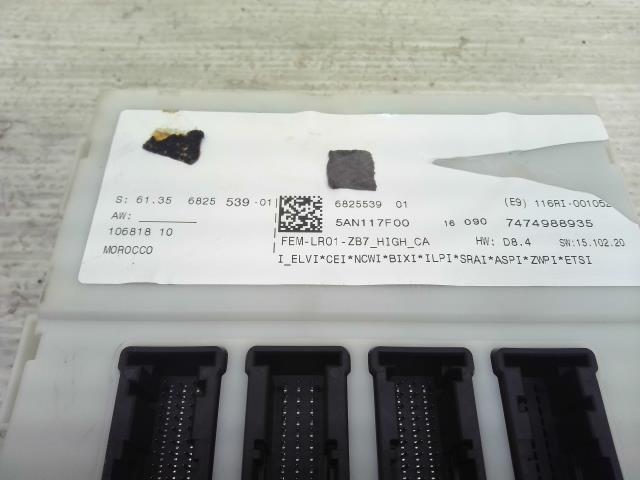 S: 61.35 6825 539-01
AW:
106818 10
MOROCCO
6825539 01
(E9) 116RI-001052
5AN117F00 16 090 7474988935
FEM-LR01-ZB7_HIGH_CA HW: D8.4 SW:15.102.20
I_ELVI*CEI*NCWI*BIXI*ILPI*SRAI*ASPI*ZWPI*ETSI